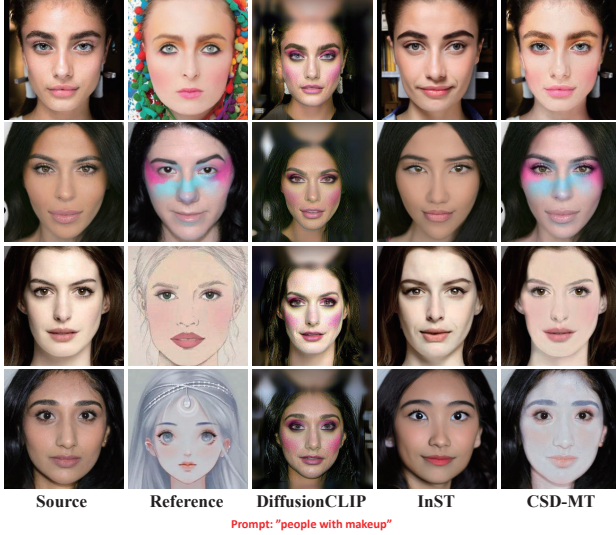 Source Reference DiffusionCLIP InST CSD-MT
Prompt: "people with makeup"